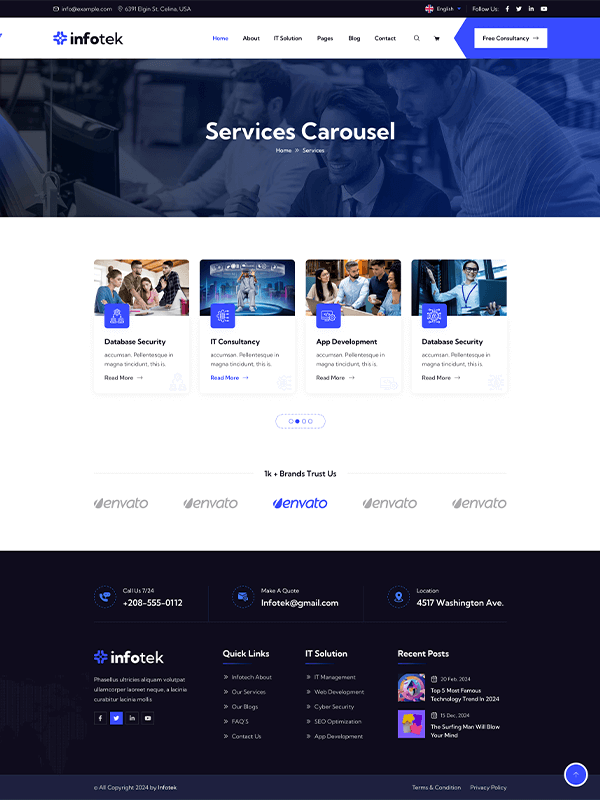 info@example.com 6391 Elgin St. Celina, USA English Follow Us:
infotek Home About IT Solution Pages Blog Contact Free Consultancy
Services Carousel
Home Services
Database Security
accumsan. Pellentesque in
magna tincidunt, this is.
Read More
IT Consultancy
accumsan. Pellentesque in
magna tincidunt, this is.
Read More
App Development
accumsan. Pellentesque in
magna tincidunt, this is.
Read More
Database Security
accumsan. Pellentesque in
magna tincidunt, this is.
Read More
1k + Brands Trust Us
envato envato envato envato envato
Call Us 7/24
+208-555-0112
Make A Quote
Infotek@gmail.com
Location
4517 Washington Ave.
infotek
Phasellus ultricies aliquam volutpat
ullamcorper laoreet neque, a lacinia
curabitur lacinia mollis
Quick Links
Infotech About
Our Services
Our Blogs
FAQ'S
Contact Us
IT Solution
IT Management
Web Development
Cyber Security
SEO Optimization
App Development
Recent Posts
20 Feb, 2024
Top 5 Most Famous
Technology Trend In 2024
15 Dec, 2024
The Surfing Man Will Blow
Your Mind
© All Copyright 2024 by Infotek
Terms & Condition Privacy Policy